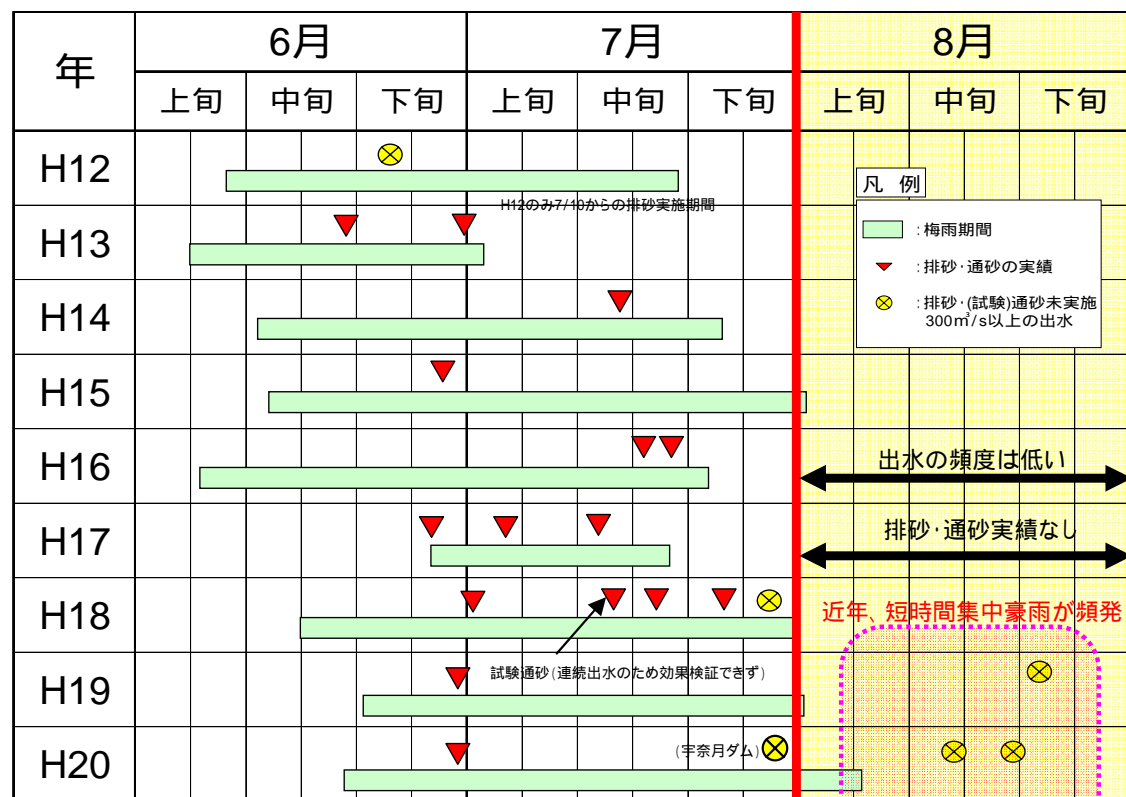 年
6月
7月
8月
上旬
中旬
下旬
上旬
中旬
下旬
上旬
中旬
下旬
H12
H12のみ7/10からの排砂実施期間
凡 例
:梅雨期間
:排砂・通砂の実績
:排砂・(試験)通砂未実施
300㎥/s以上の出水
H13
H14
H15
H16
出水の頻度は低い
H17
排砂・通砂実績なし
H18
近年、短時間集中豪雨が頻発
試験通砂(連続出水のため効果検証できず)
H19
(宇奈月ダム)
H20